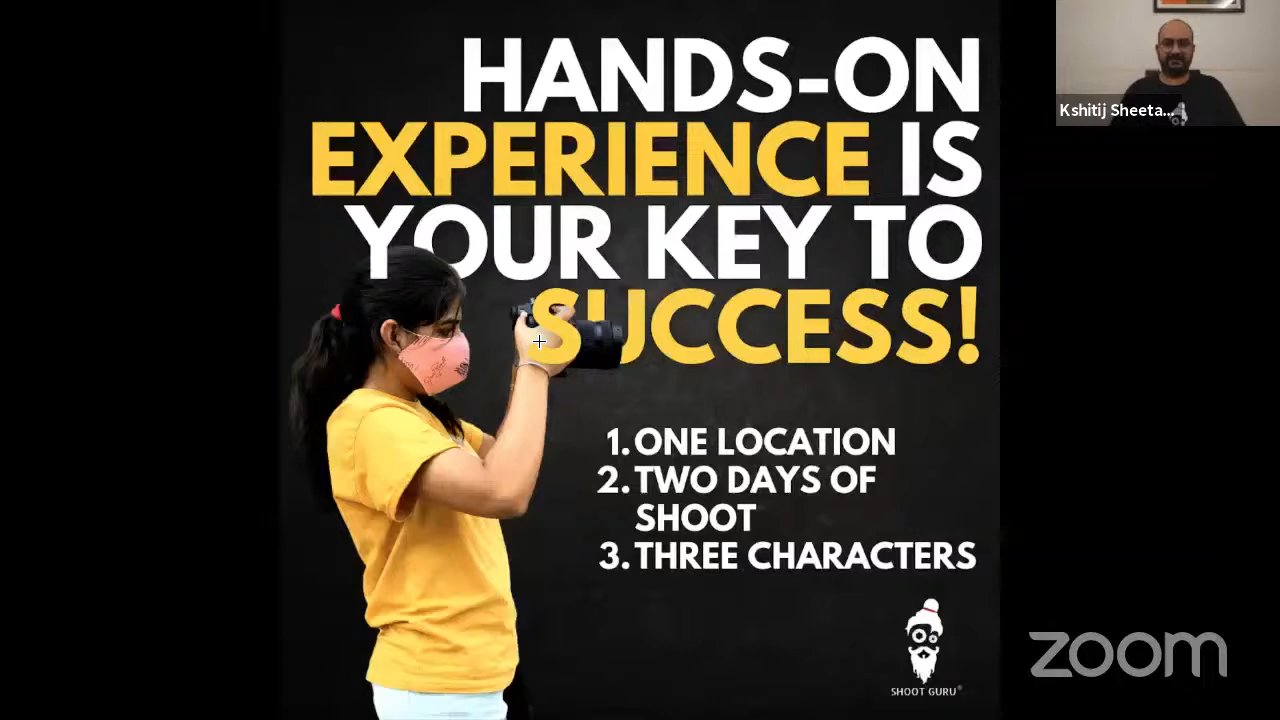 HANDS-ON
EXPERIENCE IS
YOUR KEY TO
SUCCESS!
1. ONE LOCATION
2. TWO DAYS OF
SHOOT
3. THREE CHARACTERS
SHOOT GURU®
Kshitij Sheeta...
zoom